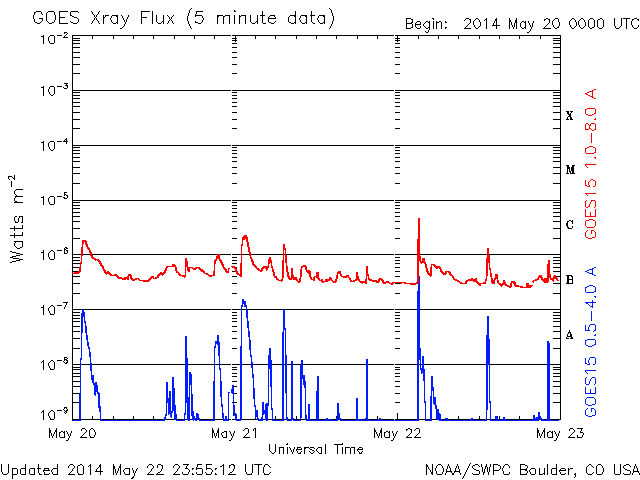 GOES Xray Flux (5 minute data)
Begin: 2014 May 20 0000 UTC
10⁻²
10⁻³
10⁻⁴
10⁻⁵
10⁻⁶
10⁻⁷
10⁻⁸
10⁻⁹
Watts m⁻²
X
M
C
B
A
GOES15 1.0-8.0 A
GOES15 0.5-4.0 A
May 20
May 21
May 22
May 23
Universal Time
Updated 2014 May 22 23:55:12 UTC
NOAA/SWPC Boulder, CO USA